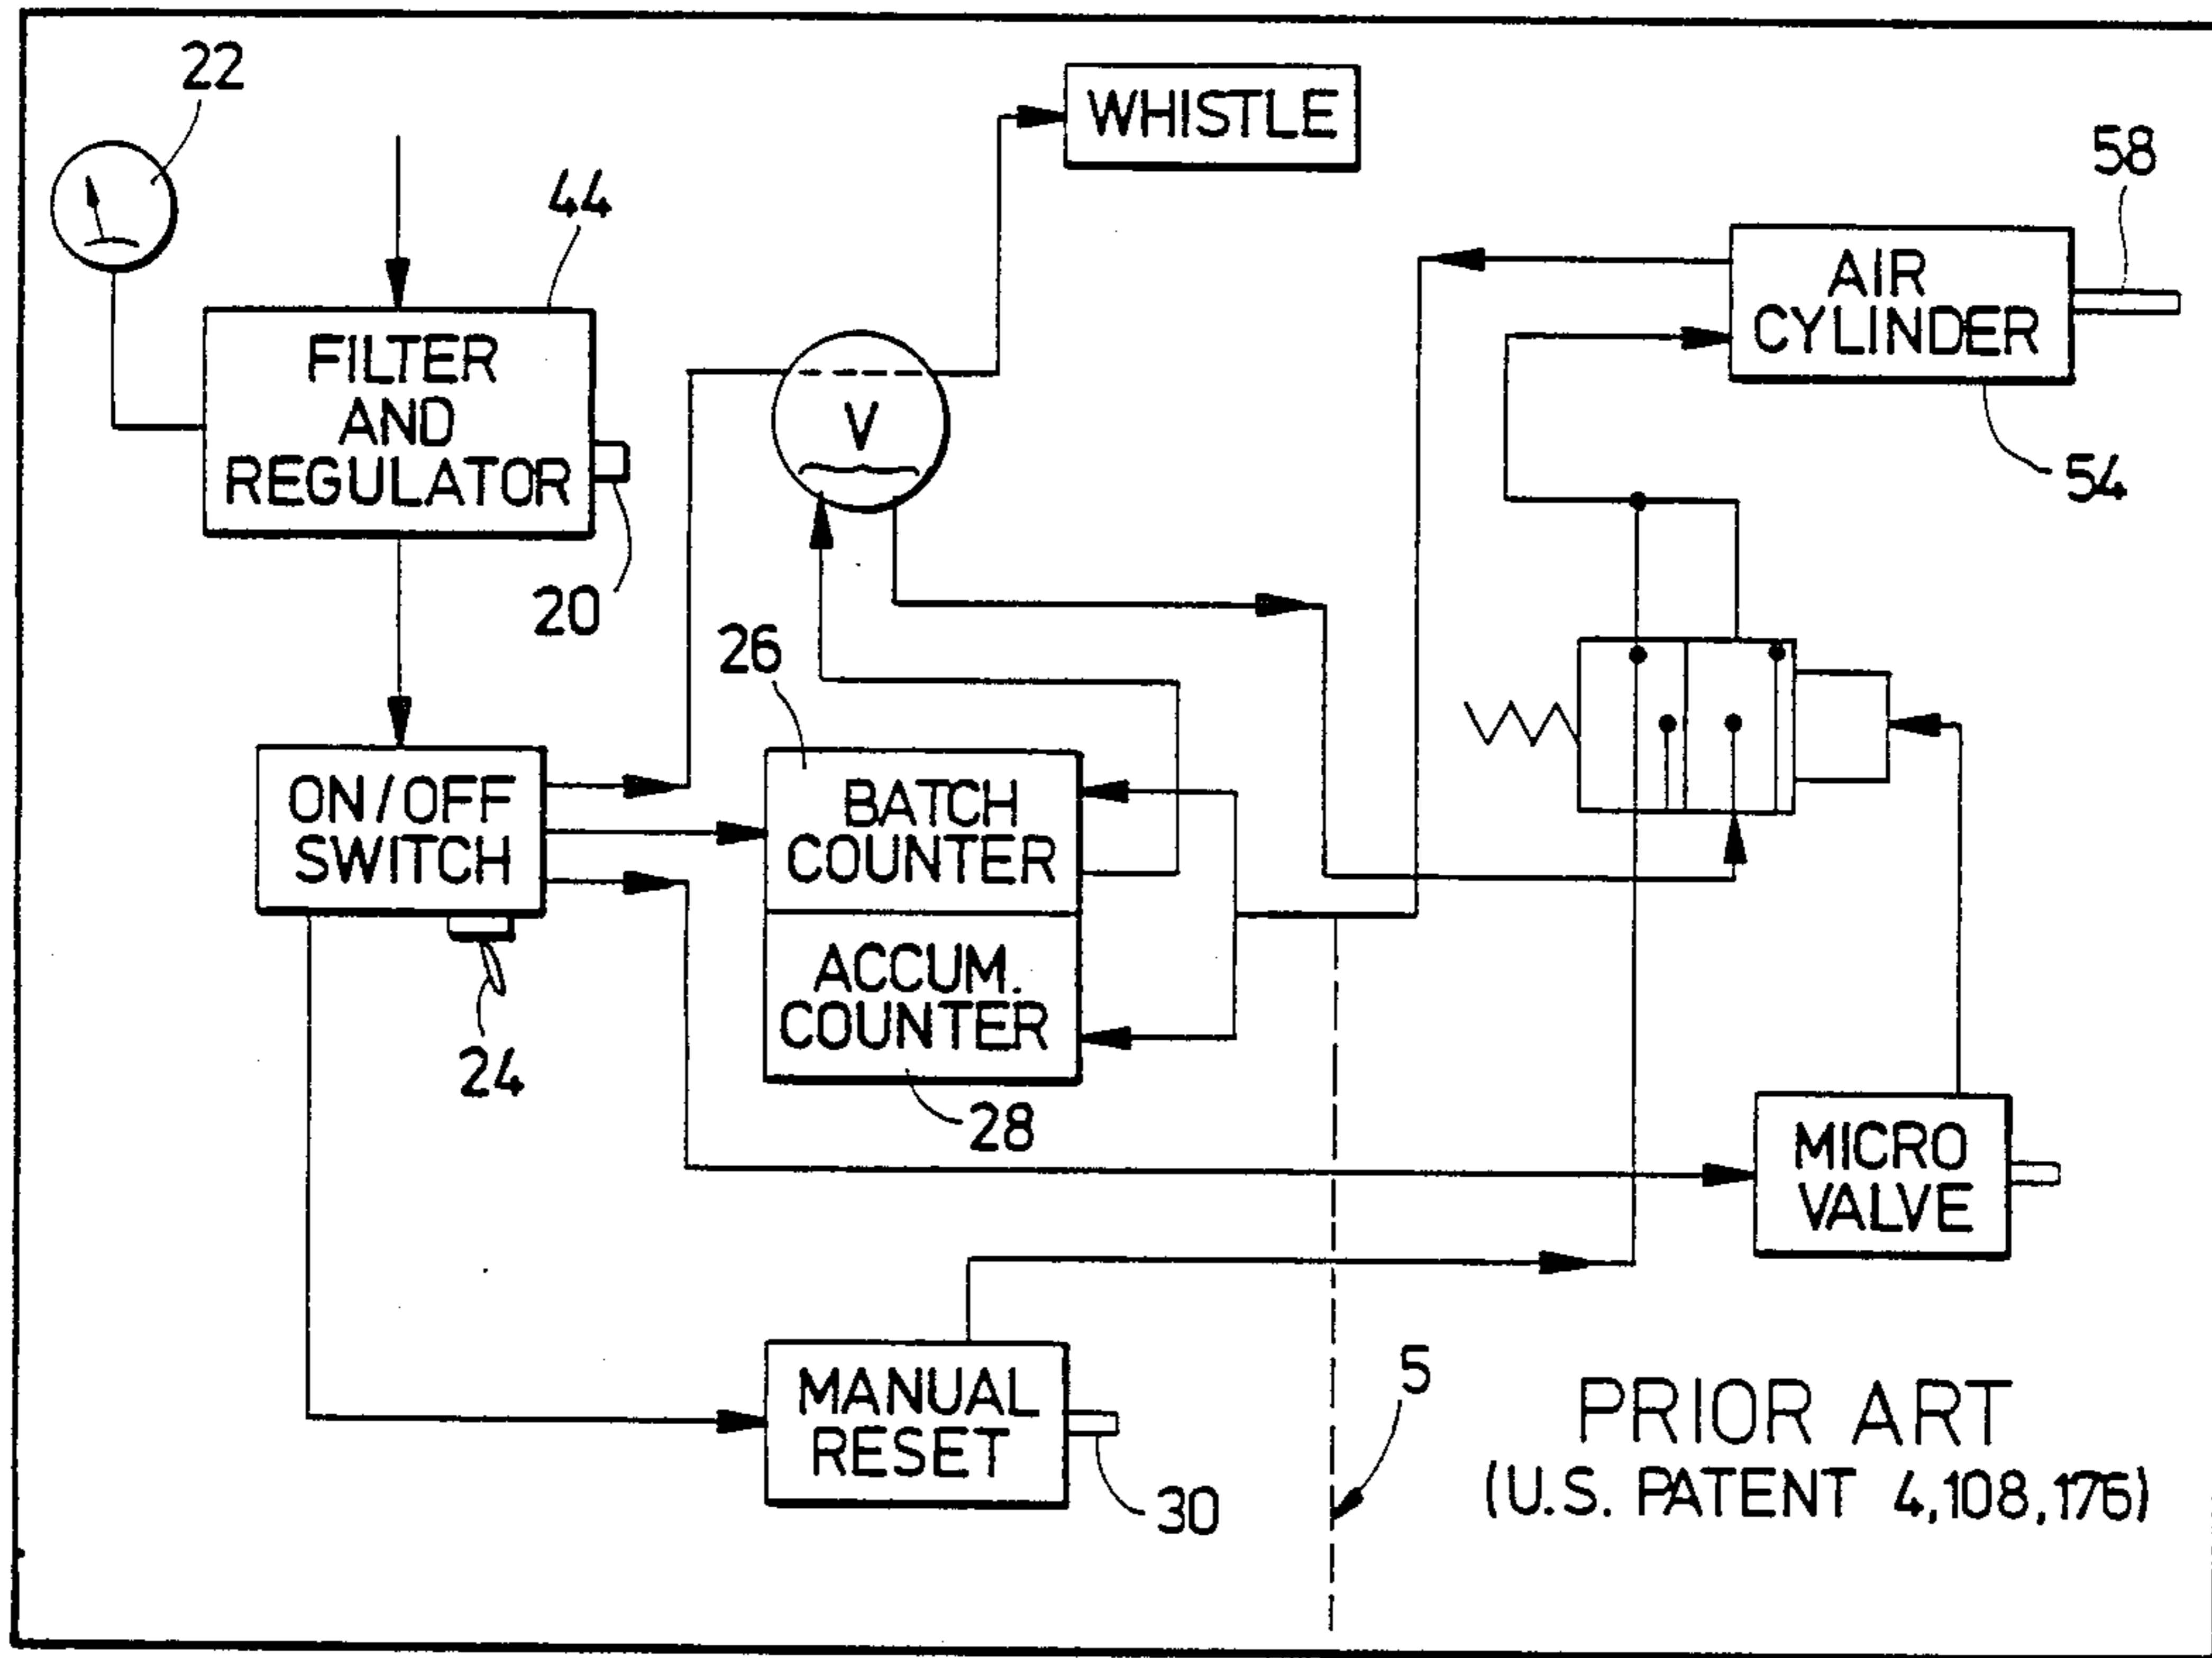 22
WHISTLE
58
44
AIR
CYLINDER
FILTER
AND
REGULATOR
V
54
20
26
ON/OFF
SWITCH
BATCH
COUNTER
ACCUM.
COUNTER
24
28
MICRO
VALVE
MANUAL
RESET
5
30
PRIOR ART
(U.S. PATENT 4,108,176)